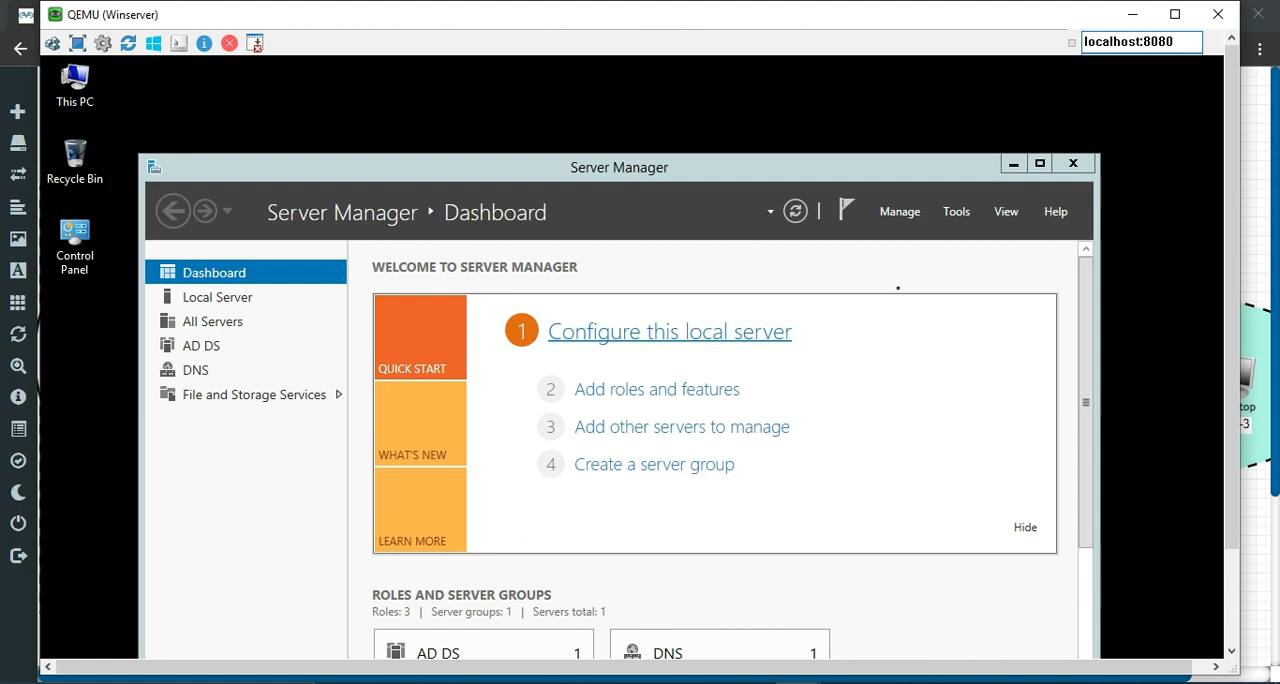 QEMU (Winserver)
localhost:8080
This PC
Recycle Bin
Control
Panel
Server Manager
Server Manager ‣ Dashboard
Manage
Tools
View
Help
Dashboard
Local Server
All Servers
AD DS
DNS
File and Storage Services
WELCOME TO SERVER MANAGER
QUICK START
WHAT'S NEW
LEARN MORE
1 Configure this local server
2 Add roles and features
3 Add other servers to manage
4 Create a server group
Hide
ROLES AND SERVER GROUPS
Roles: 3 | Server groups: 1 | Servers total: 1
AD DS 1
DNS 1
top
-3